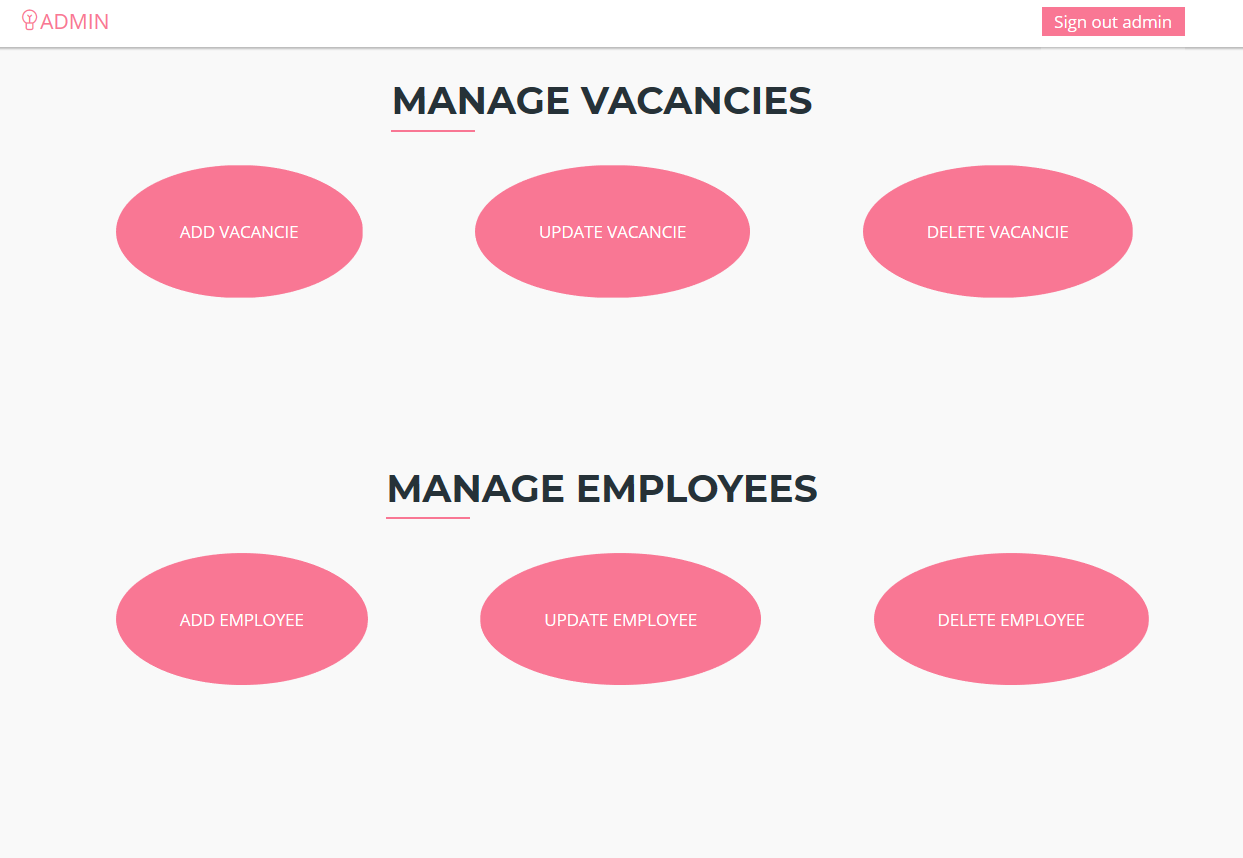 ADMIN
Sign out admin
MANAGE VACANCIES
ADD VACANCIE
UPDATE VACANCIE
DELETE VACANCIE
MANAGE EMPLOYEES
ADD EMPLOYEE
UPDATE EMPLOYEE
DELETE EMPLOYEE